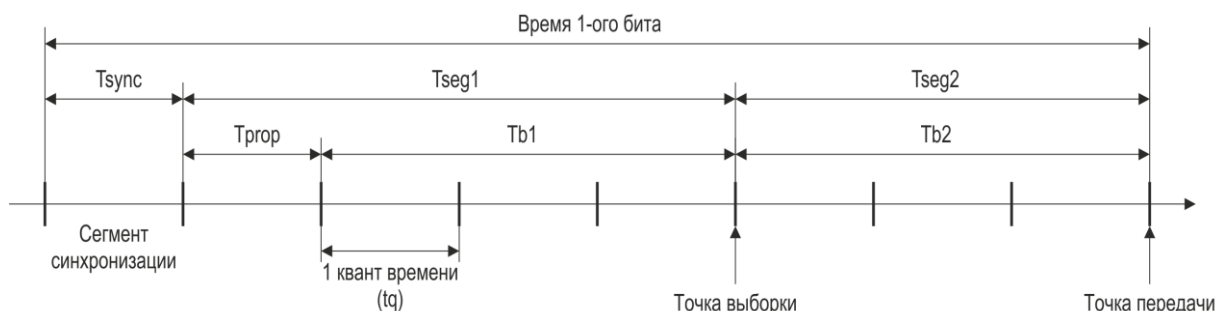 Время 1-ого бита
Tsync Tseg1 Tseg2
Tprop Tb1 Tb2
Сегмент
синхронизации
1 квант времени
(tq)
Точка выборки
Точка передачи